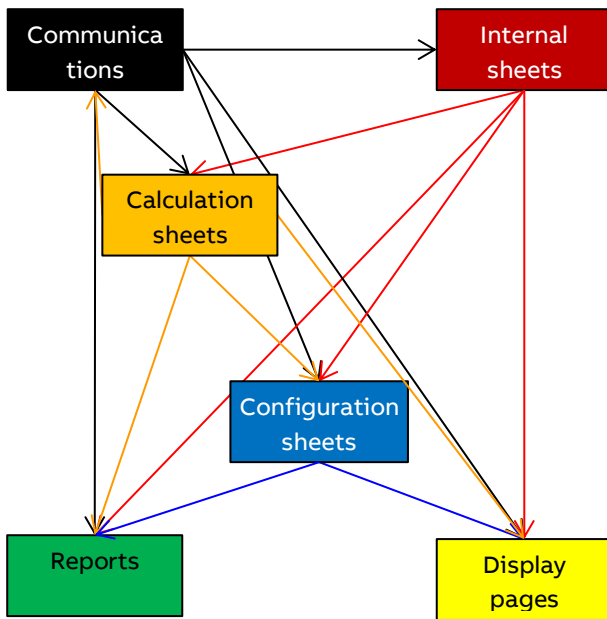 Communica
tions
Internal
sheets
Calculation
sheets
Configuration
sheets
Reports
Display
pages